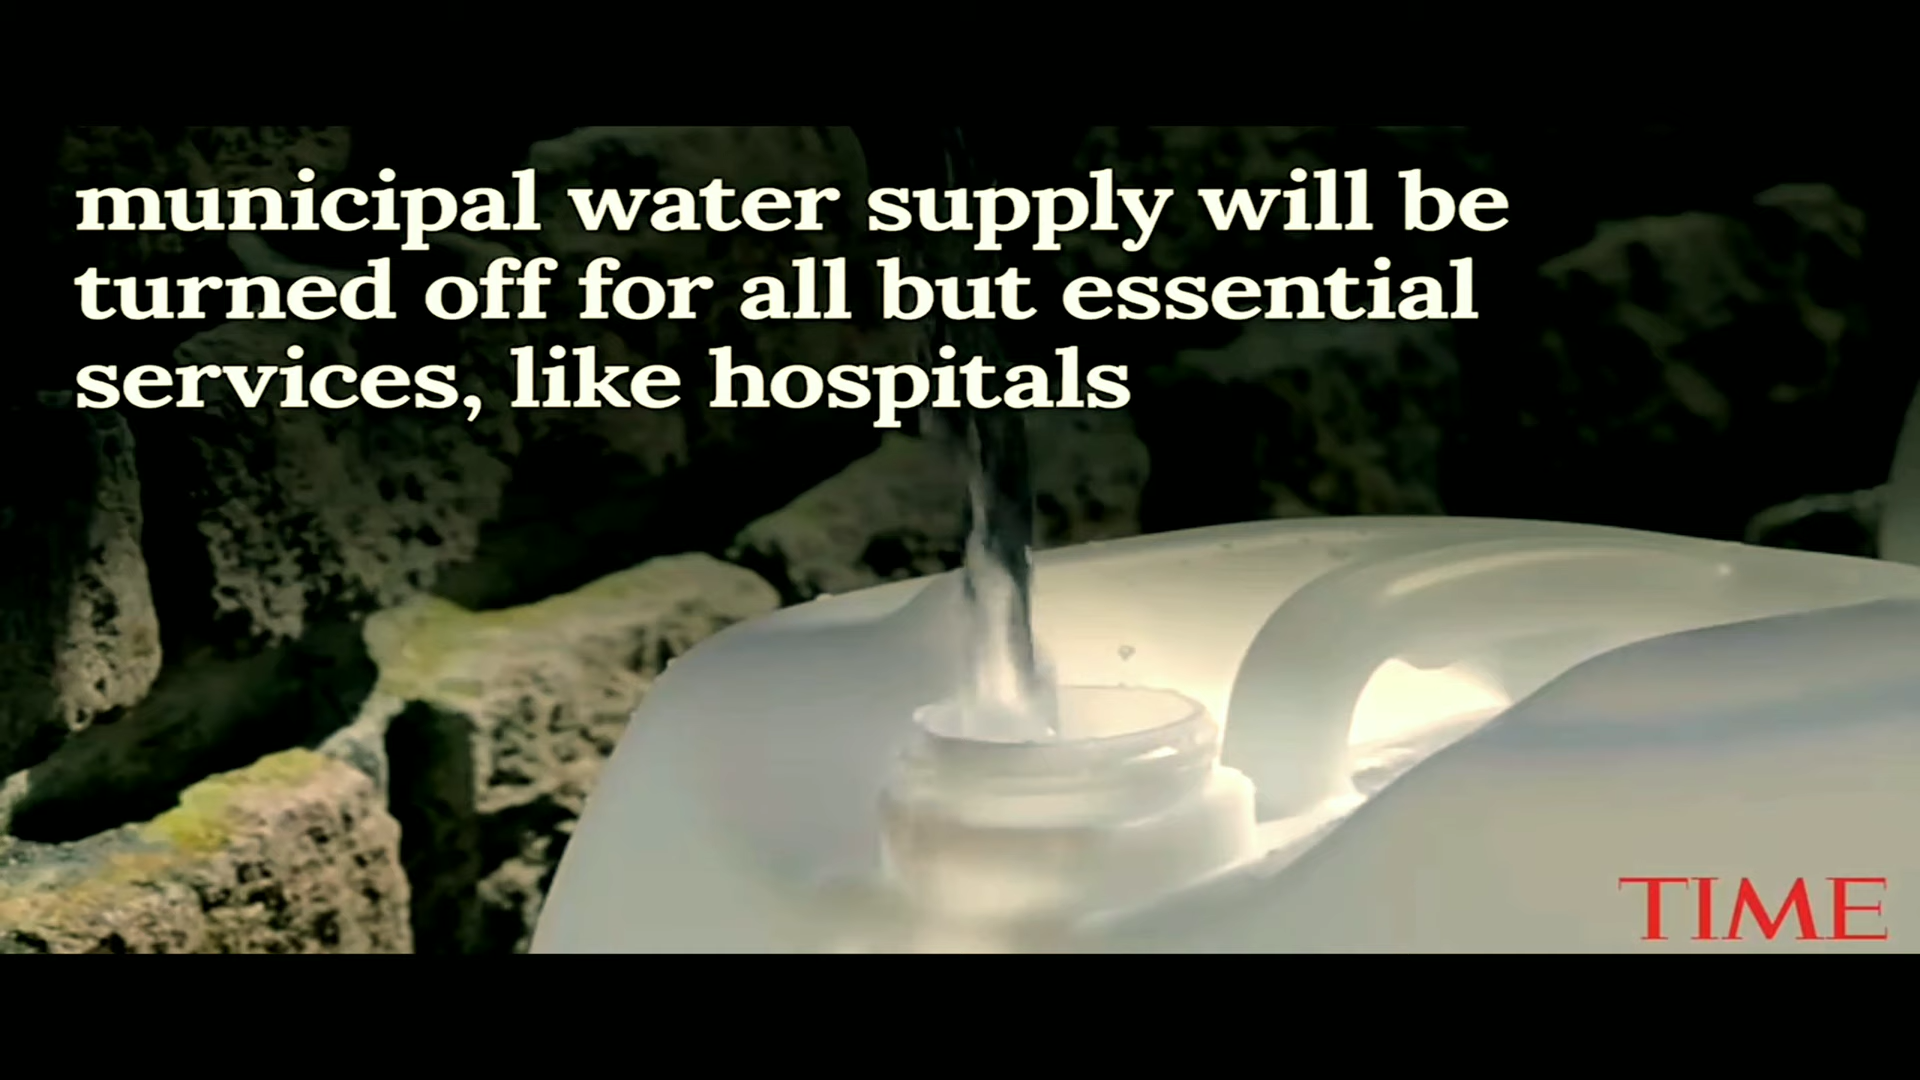 municipal water supply will be
turned off for all but essential
services, like hospitals
TIME